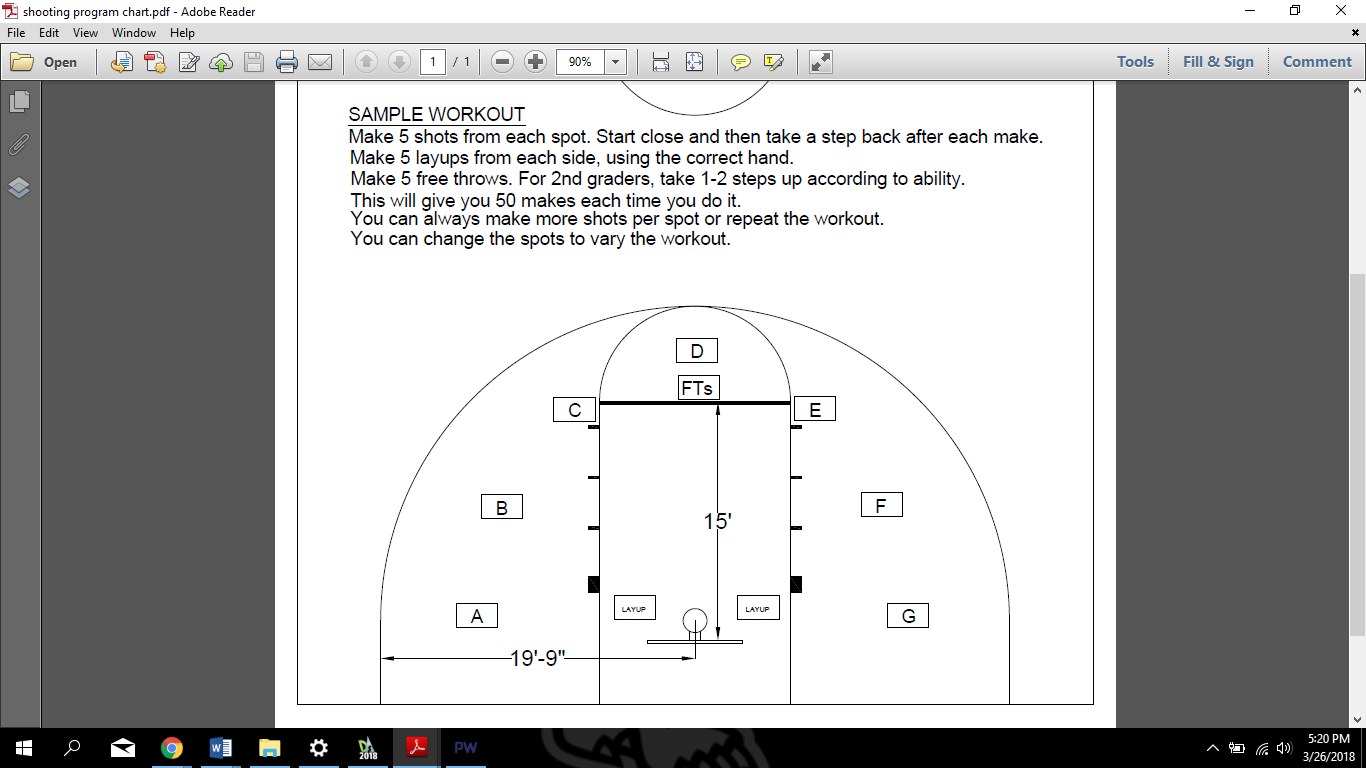 shooting program chart.pdf - Adobe Reader
File Edit View Window Help
Open 1 / 1 90% Tools Fill & Sign Comment
SAMPLE WORKOUT
Make 5 shots from each spot. Start close and then take a step back after each make.
Make 5 layups from each side, using the correct hand.
Make 5 free throws. For 2nd graders, take 1-2 steps up according to ability.
This will give you 50 makes each time you do it.
You can always make more shots per spot or repeat the workout.
You can change the spots to vary the workout.
D
FTs
C E
B F
15'
LAYUP LAYUP
A G
19'-9"
2018 PW
5:20 PM
3/26/2018